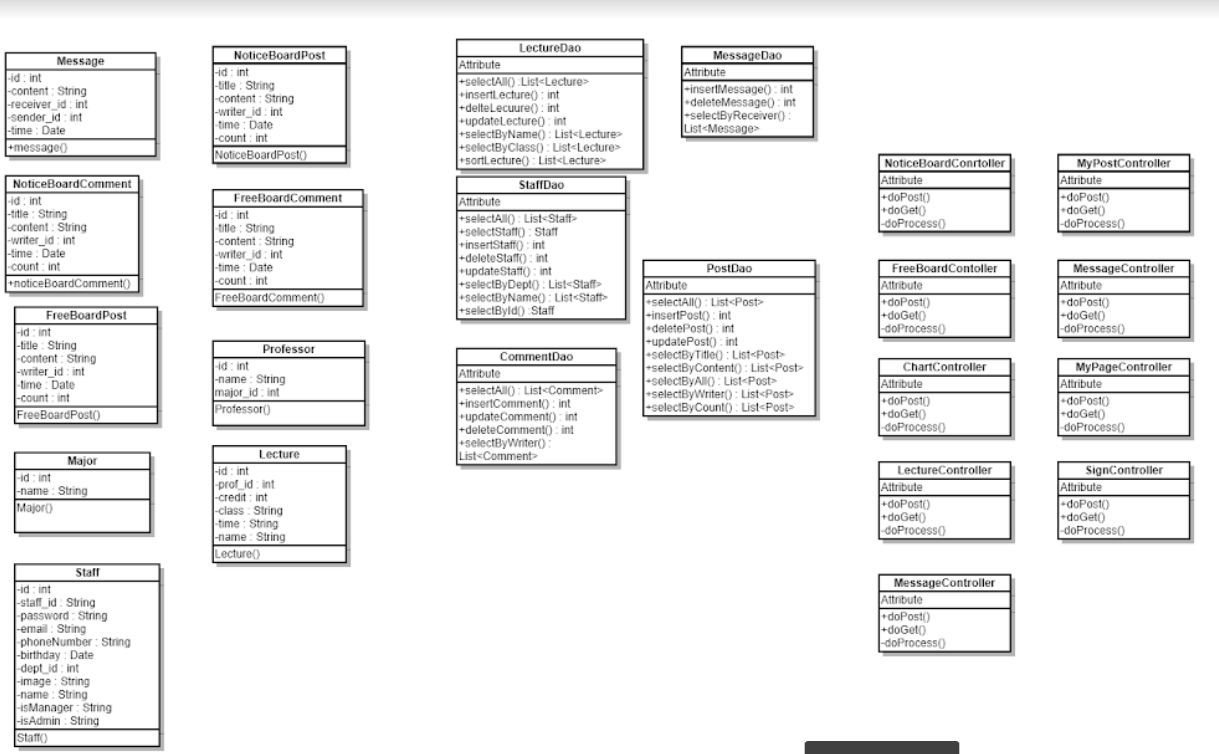 Message
-id : int
-content : String
-receiver_id : int
-sender_id : int
-time : Date
+message()
NoticeBoardComment
-id : int
-title : String
-content : String
-writer_id : int
-time : Date
-count : int
+noticeBoardComment()
FreeBoardPost
-id : int
-title : String
-content : String
-writer_id : int
-time : Date
-count : int
FreeBoardPost()
Major
-id : int
-name : String
Major()
Staff
-id : int
-staff_id : String
-password : String
-email : String
-phoneNumber : String
-birthday : Date
-dept_id : int
-image : String
-name : String
-isManager : String
-isAdmin : String
Staff()
NoticeBoardPost
-id : int
-title : String
-content : String
-writer_id : int
-time : Date
-count : int
NoticeBoardPost()
FreeBoardComment
-id : int
-title : String
-content : String
-writer_id : int
-time : Date
-count : int
FreeBoardComment()
Professor
-id : int
-name : String
major_id : int
Professor()
Lecture
-id : int
-prof_id : int
-credit : int
-class : String
-time : String
-name : String
Lecture()
LectureDao
Attribute
+selectAll() :List<Lecture>
+insertLecture() : int
+delteLecuure() : int
+updateLecture() : int
+selectByName() : List<Lecture>
+selectByClass() : List<Lecture>
+sortLecture() : List<Lecture>
StaffDao
Attribute
+selectAll() : List<Staff>
+selectStaff() : Staff
+insertStaff() : int
+deleteStaff() : int
+updateStaff() : int
+selectByDept() : List<Staff>
+selectByName() : List<Staff>
+selectById() :Staff
CommentDao
Attribute
+selectAll() : List<Comment>
+insertComment() : int
+updateComment() : int
+deleteComment() : int
+selectByWriter() :
List<Comment>
MessageDao
Attribute
+insertMessage() : int
+deleteMessage() : int
+selectByReceiver() :
List<Message>
PostDao
Attribute
+selectAll() : List<Post>
+insertPost() : int
+deletePost() : int
+updatePost() : int
+selectByTitle() : List<Post>
+selectByContent() : List<Post>
+selectByAll() : List<Post>
+selectByWriter() : List<Post>
+selectByCount() : List<Post>
NoticeBoardConrtoller
Attribute
+doPost()
+doGet()
-doProcess()
FreeBoardContoller
Attribute
+doPost()
+doGet()
-doProcess()
ChartController
Attribute
+doPost()
+doGet()
-doProcess()
LectureController
Attribute
+doPost()
+doGet()
-doProcess()
MessageController
Attribute
+doPost()
+doGet()
-doProcess()
MyPostController
Attribute
+doPost()
+doGet()
-doProcess()
MessageController
Attribute
+doPost()
+doGet()
-doProcess()
MyPageController
Attribute
+doPost()
+doGet()
-doProcess()
SignController
Attribute
+doPost()
+doGet()
-doProcess()